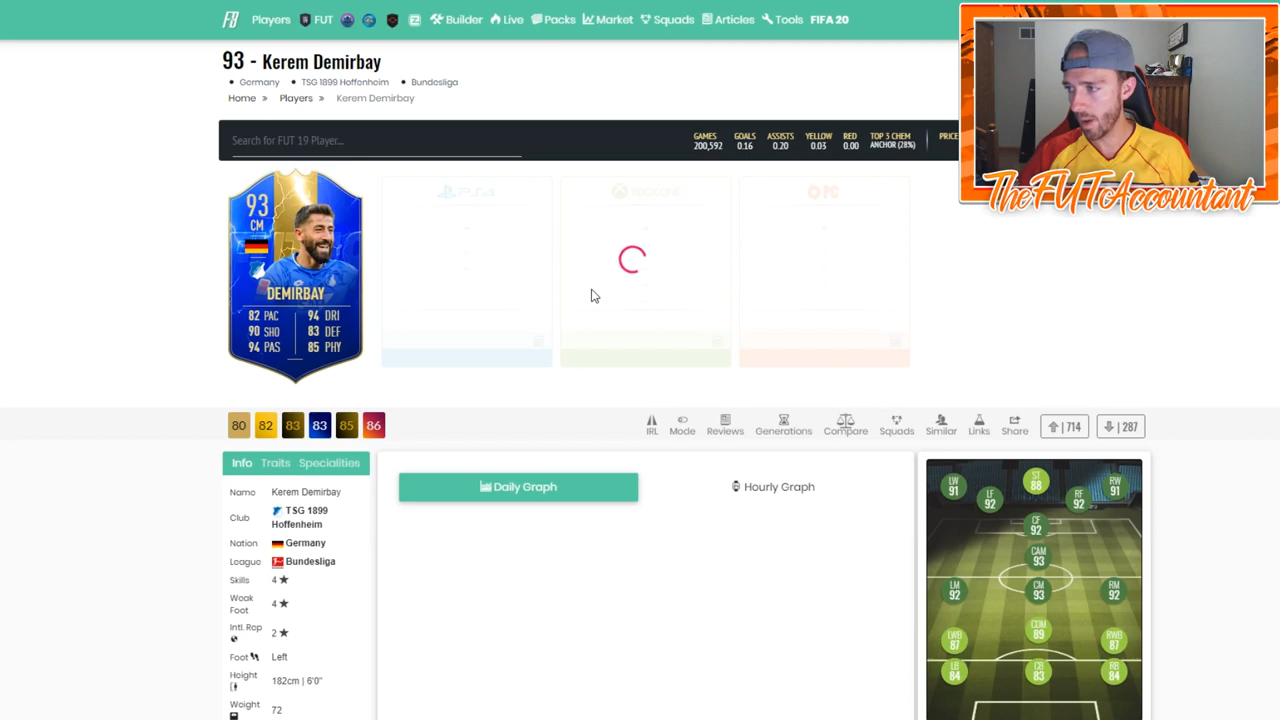 F8 Players FUT Builder Live Packs Market Squads Articles Tools FIFA 20
93 - Kerem Demirbay
Germany TSG 1899 Hoffenheim Bundesliga
Home » Players » Kerem Demirbay
Search for FUT 19 Player...
GAMES GOALS ASSISTS YELLOW RED TOP 3 CHEM PRICE
200,592 0.16 0.20 0.03 0.00 ANCHOR (28%)
TheFUTAccountant
PS4 XBOX ONE PC
93
CM
DEMIRBAY
82 PAC 94 DRI
90 SHO 83 DEF
94 PAS 85 PHY
80 82 83 83 85 86
IRL Mode Reviews Generations Compare Squads Similar Links Share 714 287
Info Traits Specialities
Daily Graph Hourly Graph
Name Kerem Demirbay
Club TSG 1899
Hoffenheim
Nation Germany
League Bundesliga
Skills 4
Weak
Foot 4
Intl. Rep 2
Foot Left
Height 182cm | 6'0"
Weight 72
ST
88
LW
91
RW
91
LF
92
RF
92
CF
92
CAM
93
LM
92
CM
93
RM
92
CDM
89
LWB
87
RWB
87
LB
84
CB
83
RB
84